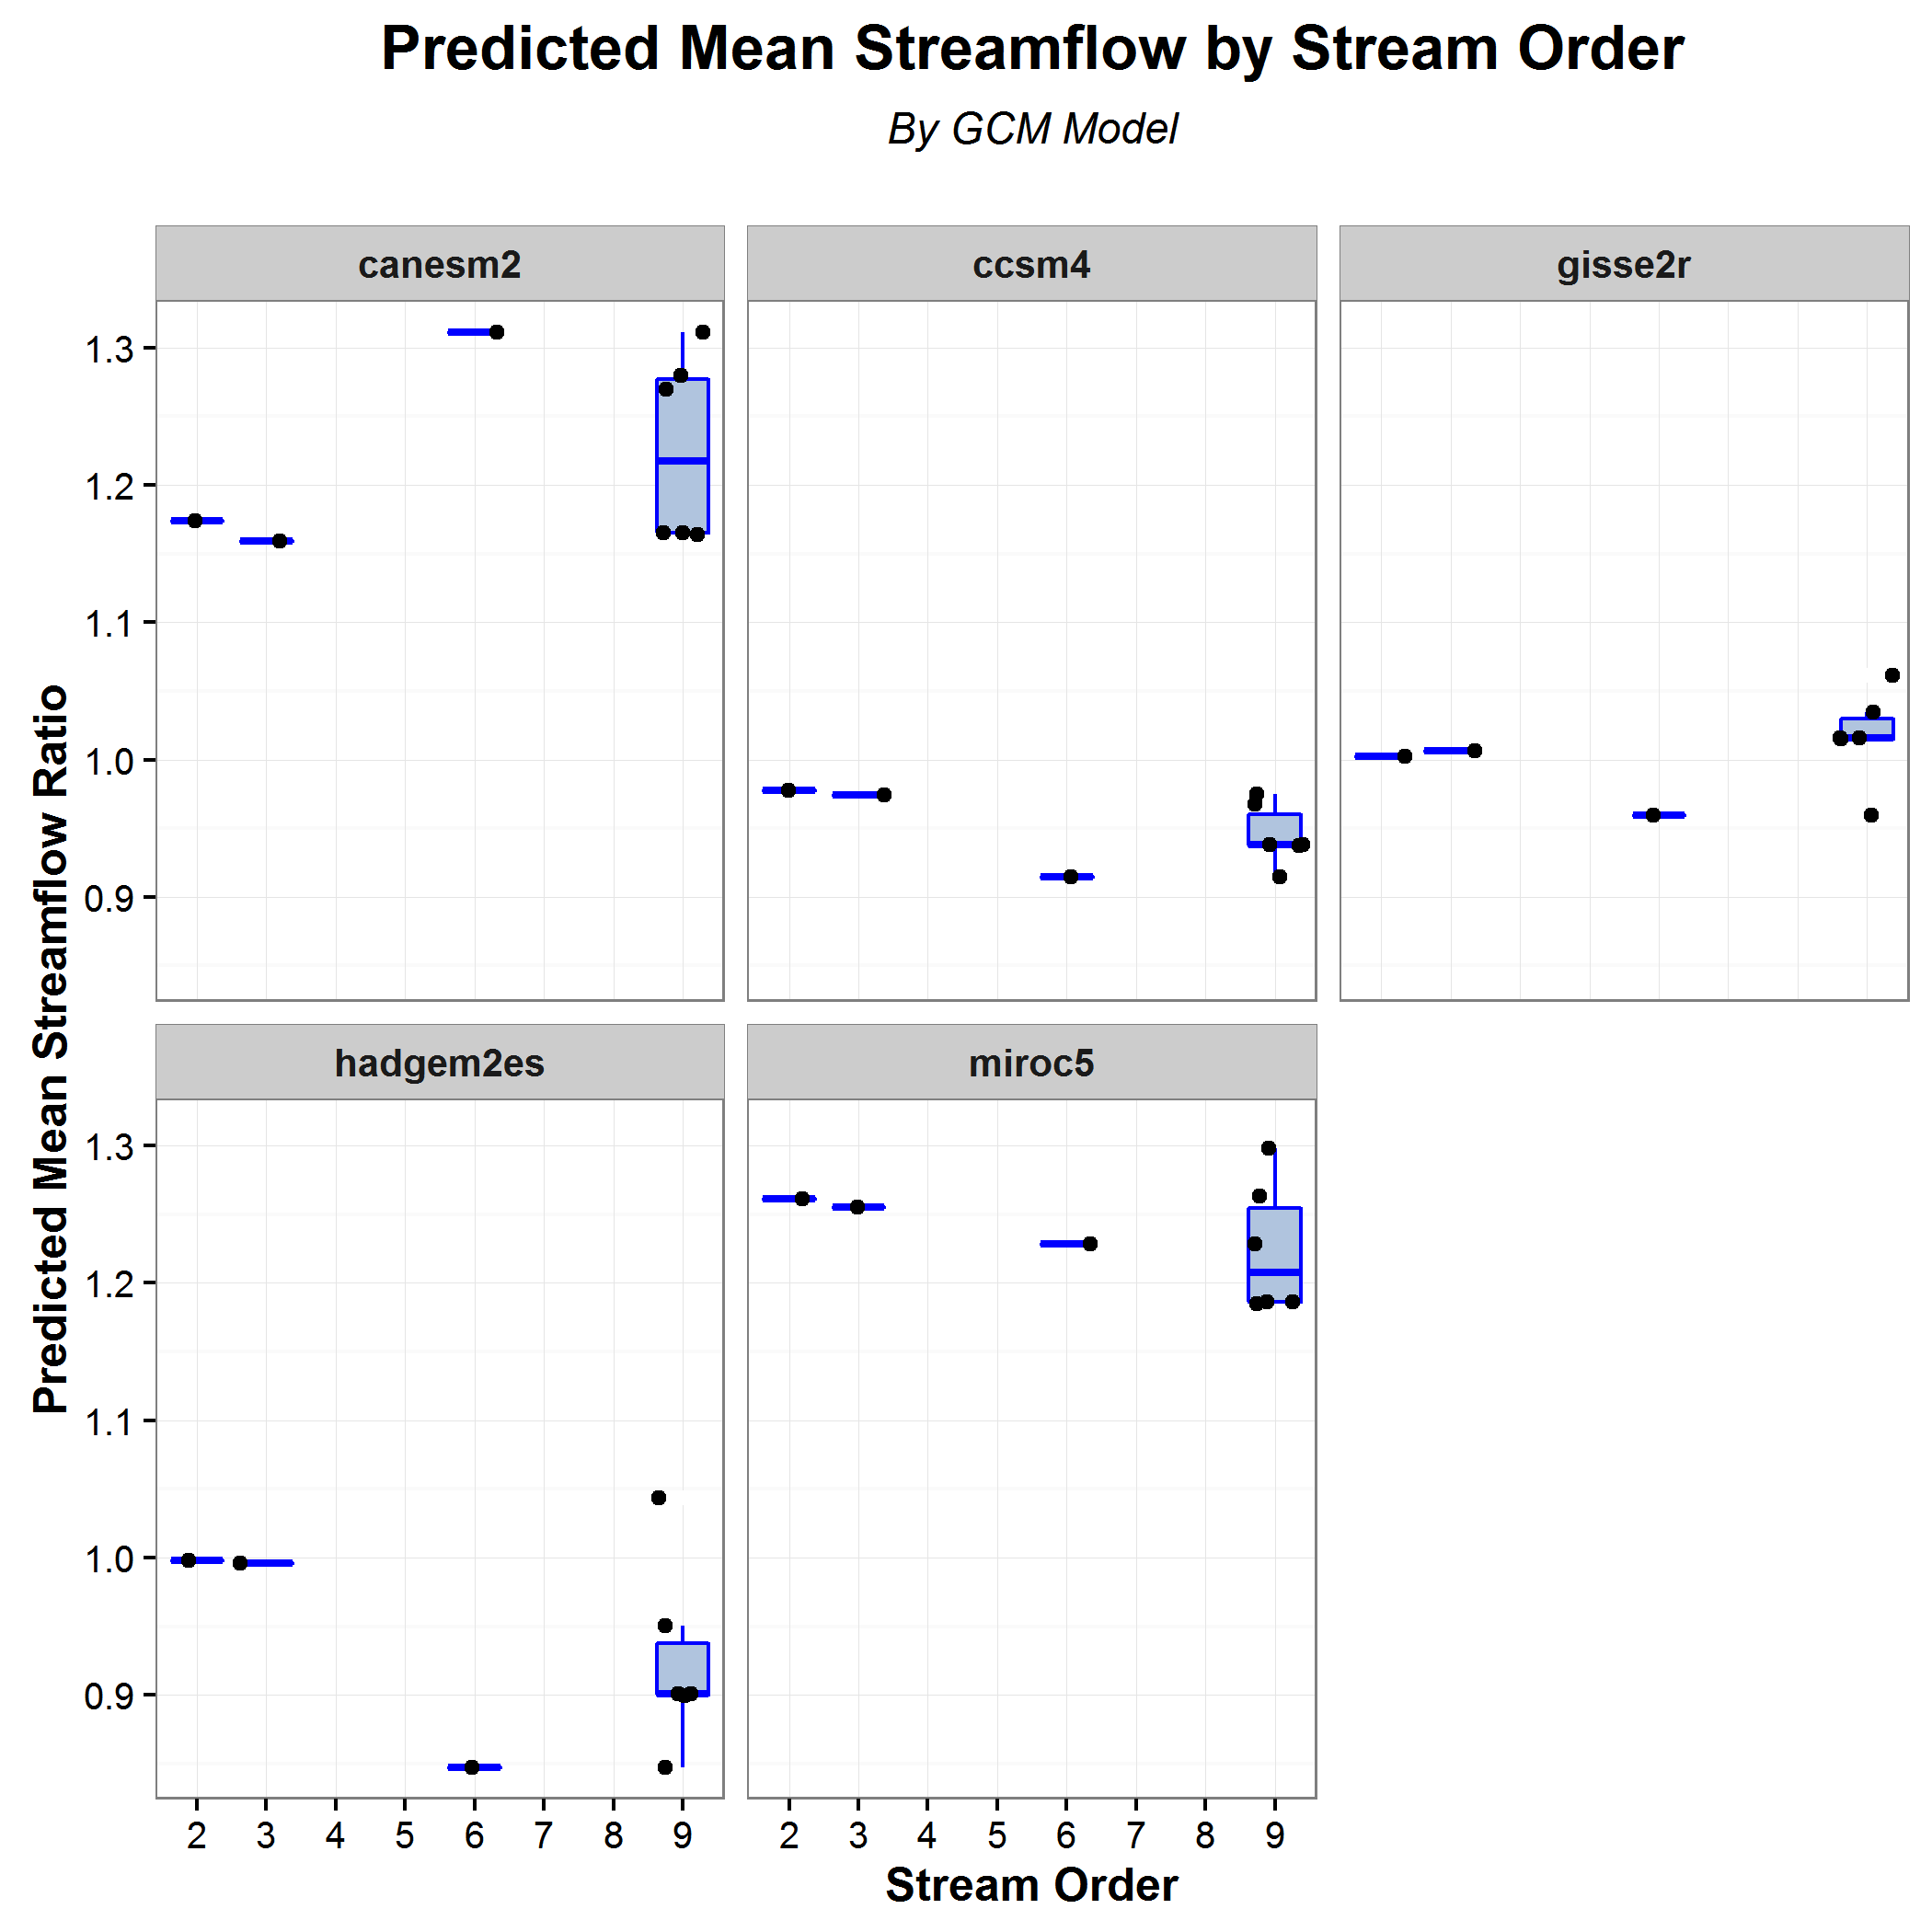 Predicted Mean Streamflow by Stream Order
By GCM Model
canesm2
ccsm4
gisse2r
1.3
1.2
1.1
1.0
0.9
Predicted Mean Streamflow Ratio
hadgem2es
miroc5
1.3
1.2
1.1
1.0
0.9
2 3 4 5 6 7 8 9
2 3 4 5 6 7 8 9
Stream Order